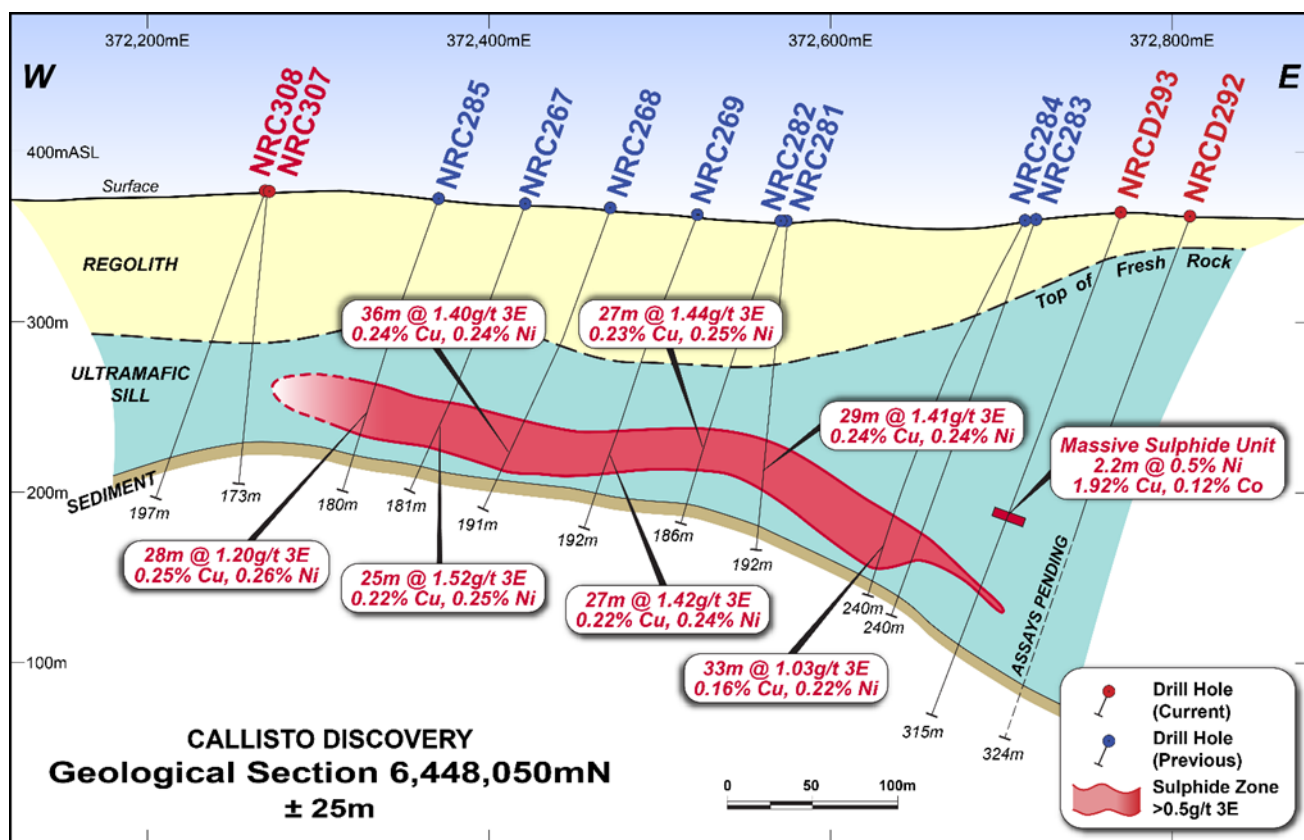 372,200mE
372,400mE
372,600mE
372,800mE
W
E
NRC308
NRC307
NRC285
NRC267
NRC268
NRC269
NRC282
NRC281
NRC284
NRC283
NRCD293
NRCD292
400mASL
Surface
REGOLITH
Top of Fresh Rock
300m
36m @ 1.40g/t 3E
0.24% Cu, 0.24% Ni
27m @ 1.44g/t 3E
0.23% Cu, 0.25% Ni
ULTRAMAFIC
SILL
29m @ 1.41g/t 3E
0.24% Cu, 0.24% Ni
Massive Sulphide Unit
2.2m @ 0.5% Ni
1.92% Cu, 0.12% Co
200m
SEDIMENT
197m
173m
180m
181m
191m
192m
186m
192m
240m
240m
315m
324m
28m @ 1.20g/t 3E
0.25% Cu, 0.26% Ni
25m @ 1.52g/t 3E
0.22% Cu, 0.25% Ni
27m @ 1.42g/t 3E
0.22% Cu, 0.24% Ni
33m @ 1.03g/t 3E
0.16% Cu, 0.22% Ni
ASSAYS PENDING
100m
CALLISTO DISCOVERY
Geological Section 6,448,050mN
± 25m
0 50 100m
Drill Hole
(Current)
Drill Hole
(Previous)
Sulphide Zone
>0.5g/t 3E